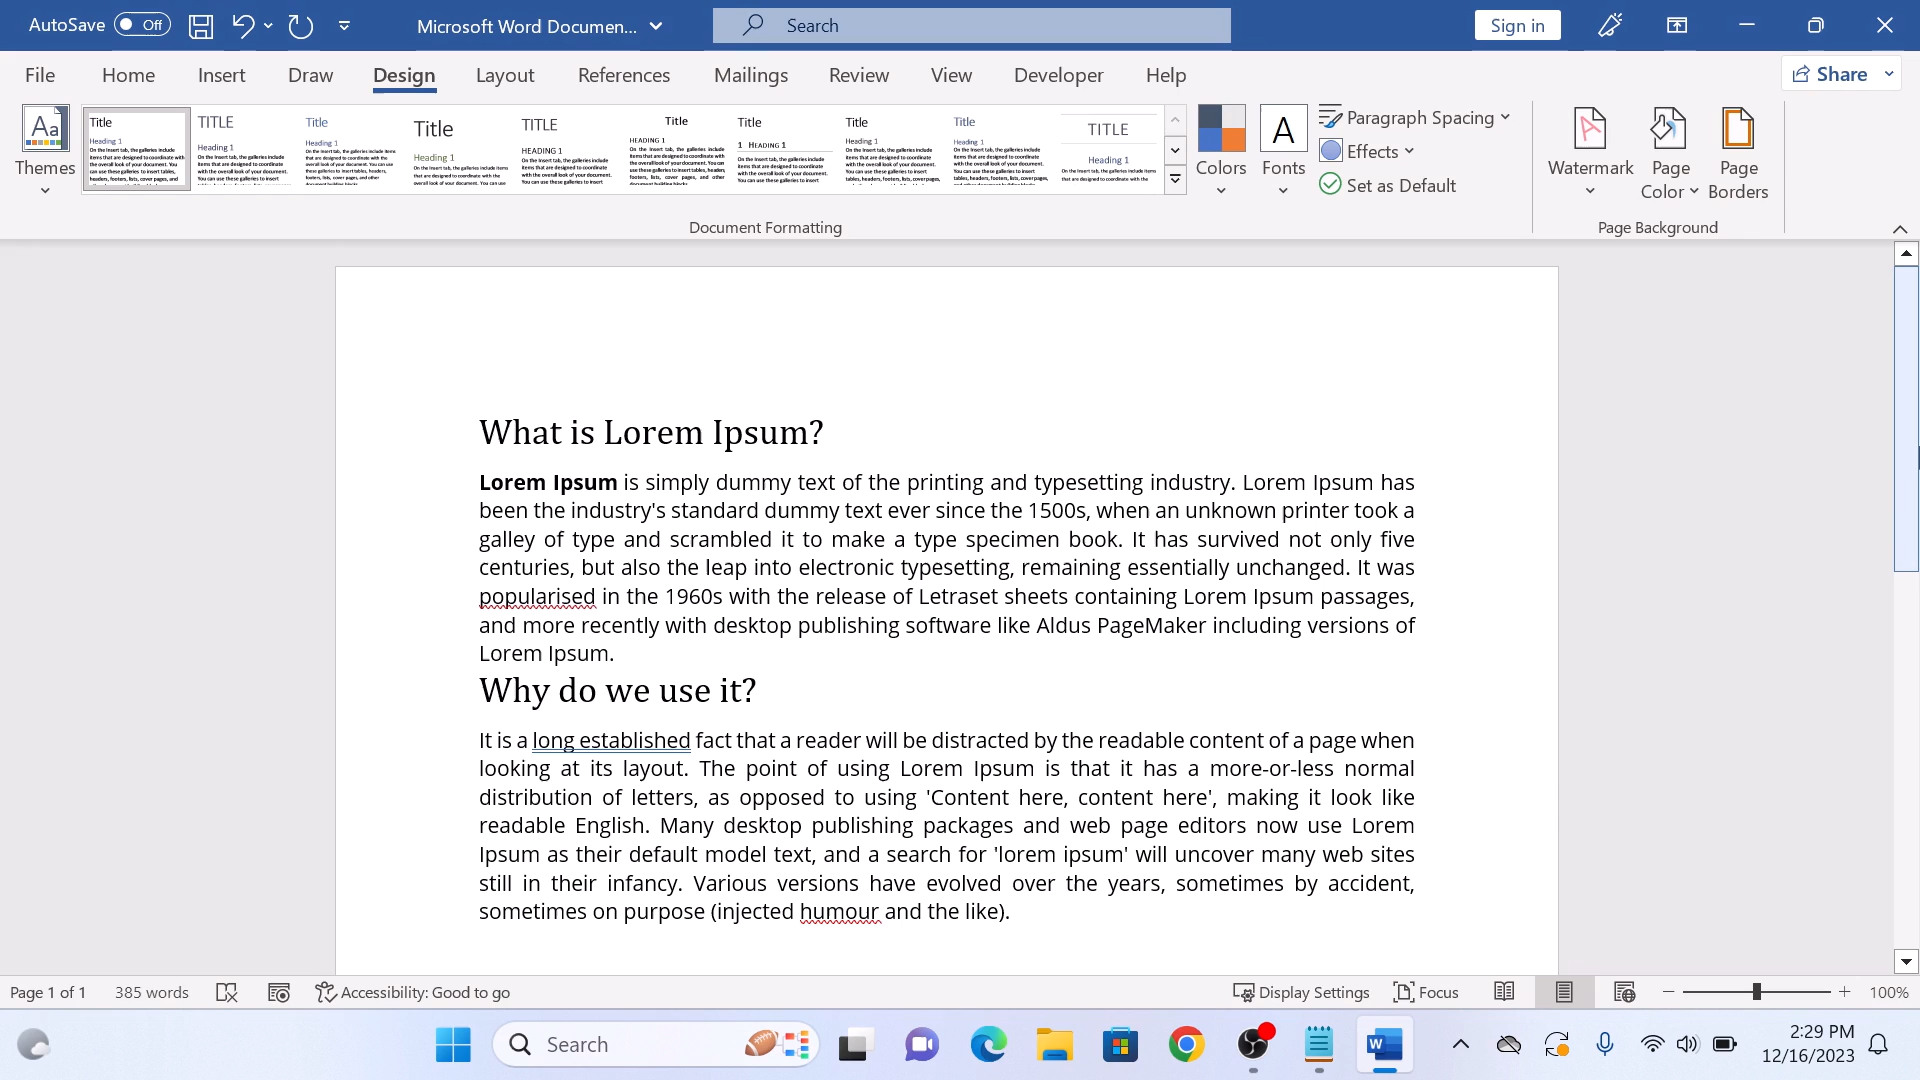 AutoSave Off Microsoft Word Documen... Search Sign in
File Home Insert Draw Design Layout References Mailings Review View Developer Help Share
Themes
Title
Heading 1
TITLE
Heading 1
Title
Heading 1
Title
Heading 1
TITLE
HEADING 1
Title
HEADING 1
Title
1 HEADING 1
Title
Heading 1
Title
Heading 1
TITLE
Heading 1
Colors
Fonts
Paragraph Spacing
Effects
Set as Default
Watermark
Page
Color
Page
Borders
Document Formatting
Page Background
What is Lorem Ipsum?
Lorem Ipsum is simply dummy text of the printing and typesetting industry. Lorem Ipsum has
been the industry's standard dummy text ever since the 1500s, when an unknown printer took a
galley of type and scrambled it to make a type specimen book. It has survived not only five
centuries, but also the leap into electronic typesetting, remaining essentially unchanged. It was
popularised in the 1960s with the release of Letraset sheets containing Lorem Ipsum passages,
and more recently with desktop publishing software like Aldus PageMaker including versions of
Lorem Ipsum.
Why do we use it?
It is a long established fact that a reader will be distracted by the readable content of a page when
looking at its layout. The point of using Lorem Ipsum is that it has a more-or-less normal
distribution of letters, as opposed to using 'Content here, content here', making it look like
readable English. Many desktop publishing packages and web page editors now use Lorem
Ipsum as their default model text, and a search for 'lorem ipsum' will uncover many web sites
still in their infancy. Various versions have evolved over the years, sometimes by accident,
sometimes on purpose (injected humour and the like).
Page 1 of 1 385 words Accessibility: Good to go Display Settings Focus 100%
Search
2:29 PM
12/16/2023